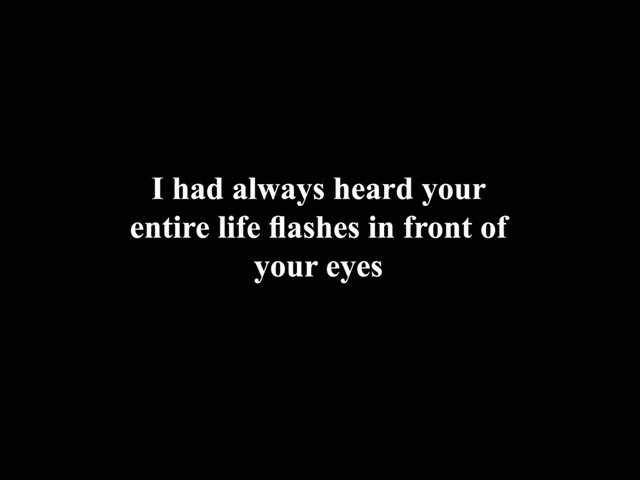 I had always heard your
entire life flashes in front of
your eyes